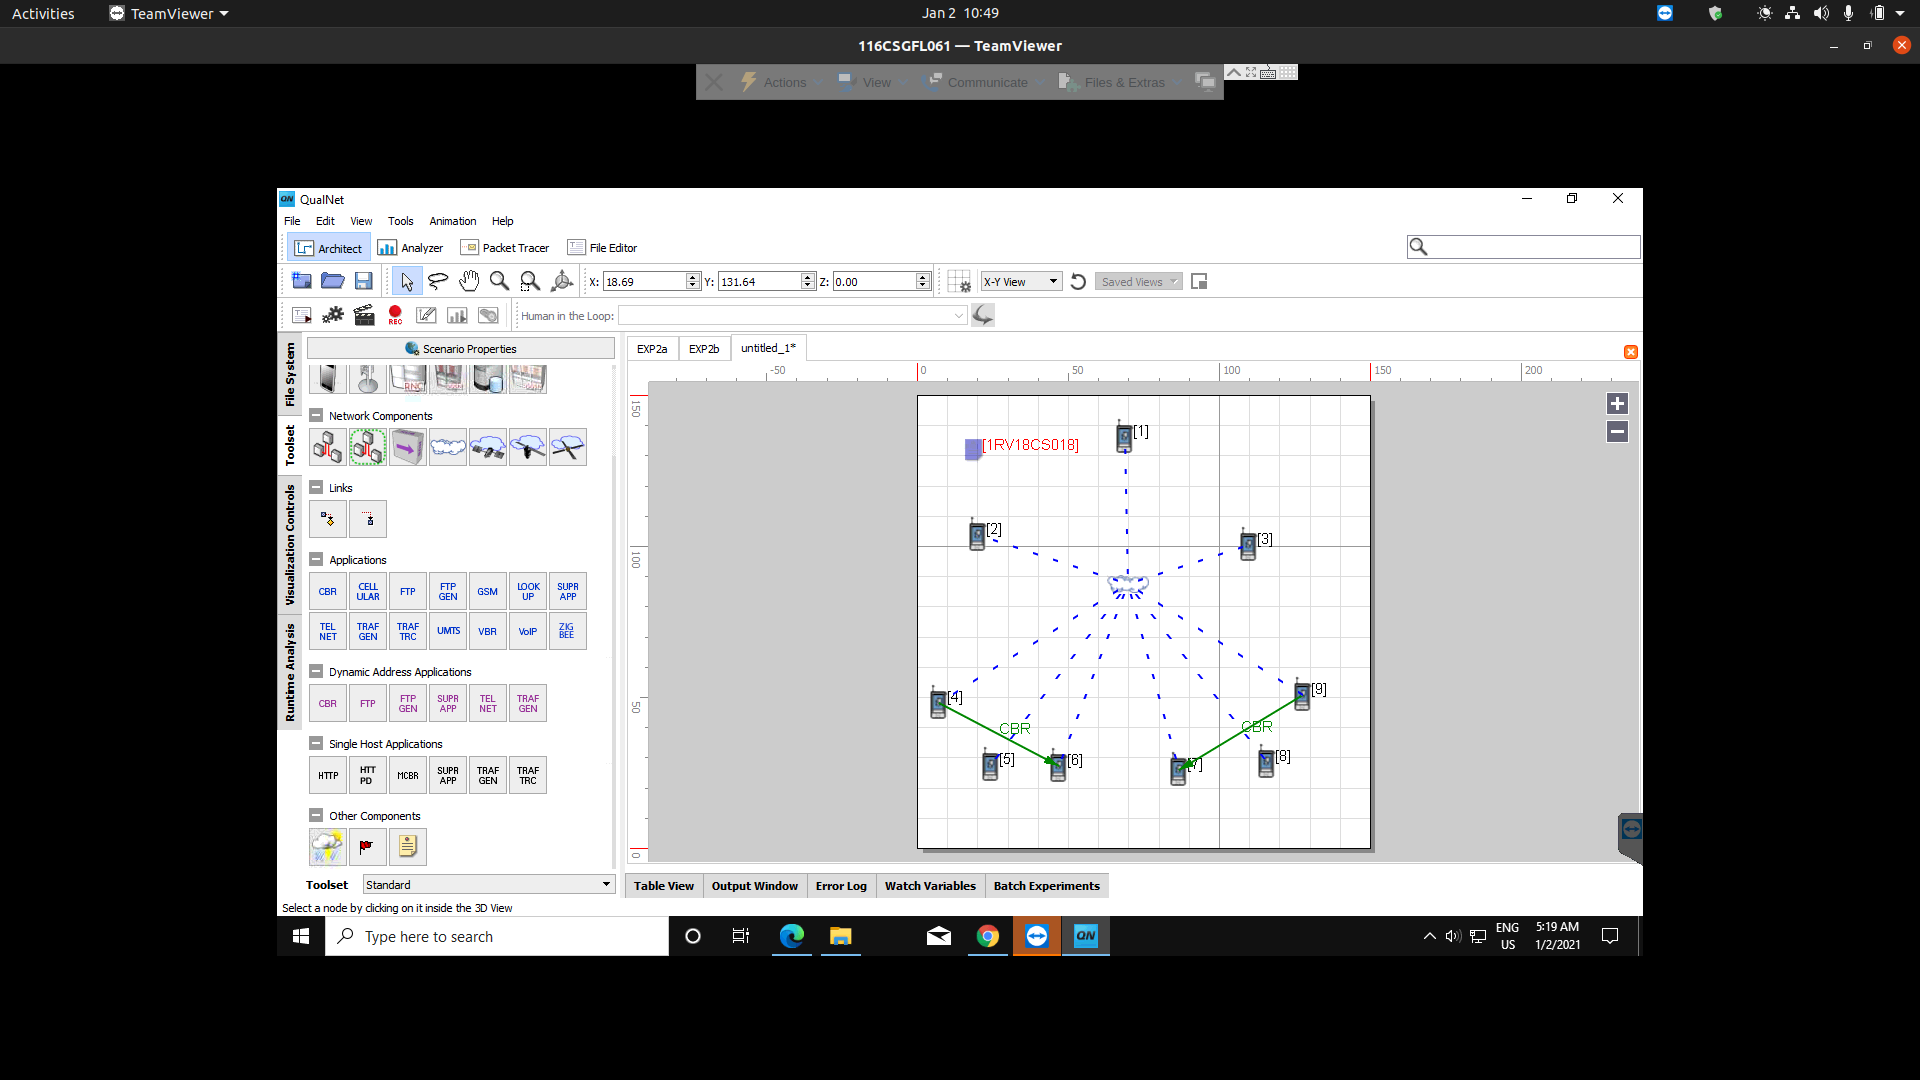 Activities TeamViewer Jan 2 10:49
116CSGFL061 — TeamViewer
Actions View Communicate Files & Extras
QN QualNet
File Edit View Tools Animation Help
Architect Analyzer Packet Tracer File Editor
X: 18.69 Y: 131.64 Z: 0.00 X-Y View Saved Views
REC Human in the Loop:
File System
Toolset
Visualization Controls
Runtime Analysis
Scenario Properties
RNC
Network Components
Links
Applications
CBR CELL ULAR FTP FTP GEN GSM LOOK UP SUPR APP
TEL NET TRAF GEN TRAF TRC UMTS VBR VoIP ZIG BEE
Dynamic Address Applications
CBR FTP FTP GEN SUPR APP TEL NET TRAF GEN
Single Host Applications
HTTP HTT PD MCBR SUPR APP TRAF GEN TRAF TRC
Other Components
Toolset Standard
Select a node by clicking on it inside the 3D View
EXP2a EXP2b untitled_1*
-50 0 50 100 150 200
150
100
50
0
[1RV18CS018]
[1]
[2]
[3]
[4]
[9]
CBR
CBR
[5]
[6]
[7]
[8]
Table View Output Window Error Log Watch Variables Batch Experiments
Type here to search
QN
ENG
US
5:19 AM
1/2/2021